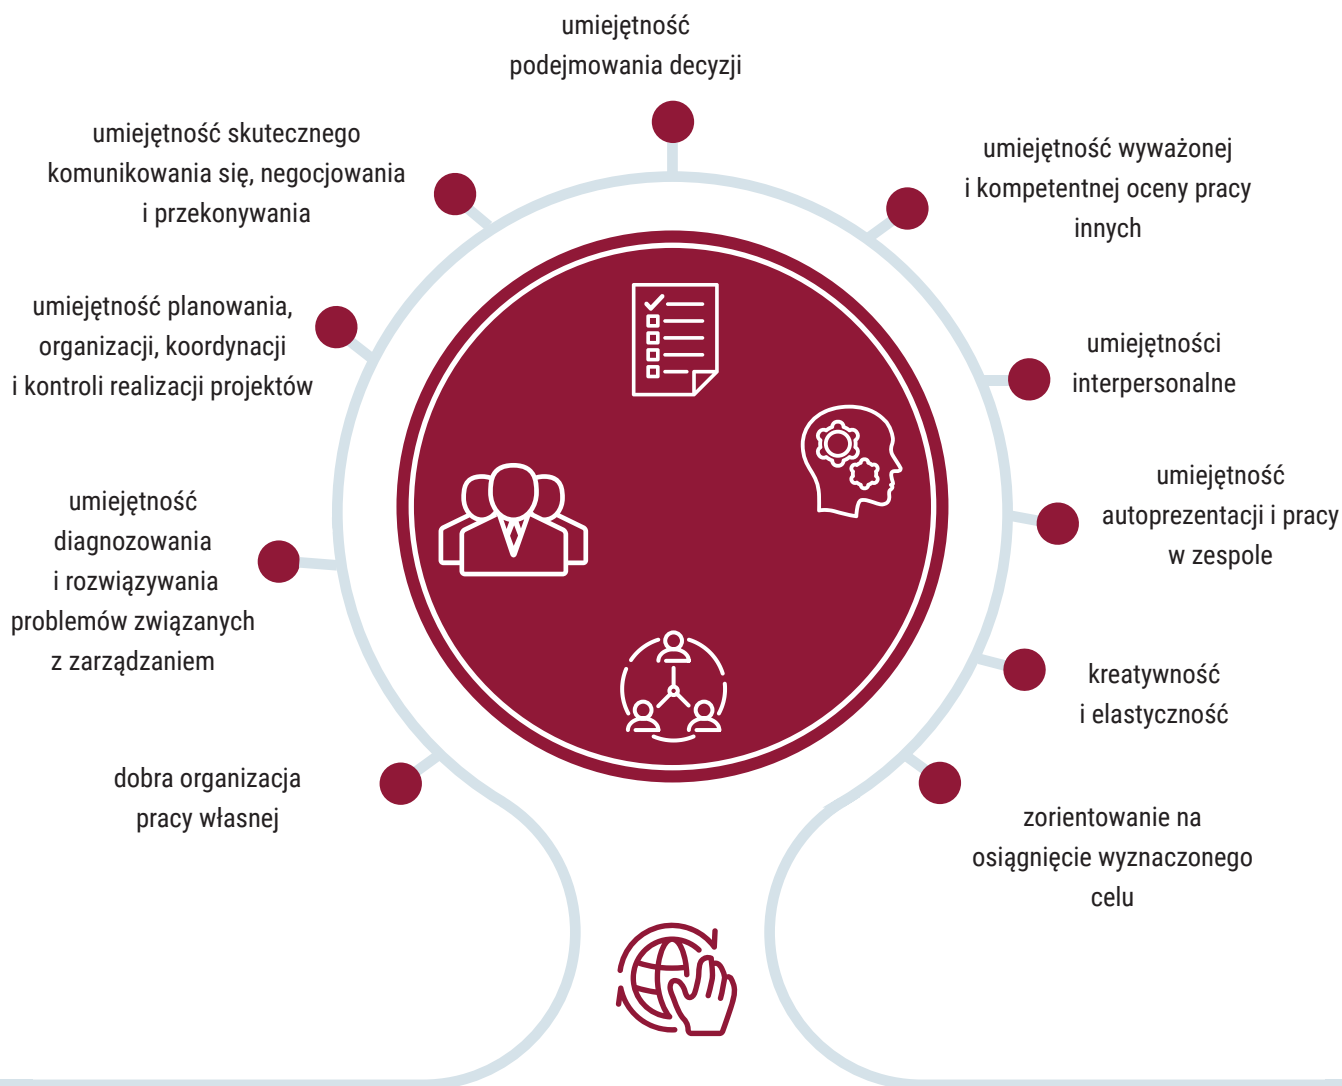 umiejętność
podejmowania decyzji
umiejętność skutecznego
komunikowania się, negocjowania
i przekonywania
umiejętność wyważonej
i kompetentnej oceny pracy
innych
umiejętność planowania,
organizacji, koordynacji
i kontroli realizacji projektów
umiejętności
interpersonalne
umiejętność
diagnozowania
i rozwiązywania
problemów związanych
z zarządzaniem
umiejętność
autoprezentacji i pracy
w zespole
kreatywność
i elastyczność
dobra organizacja
pracy własnej
zorientowanie na
osiągnięcie wyznaczonego
celu